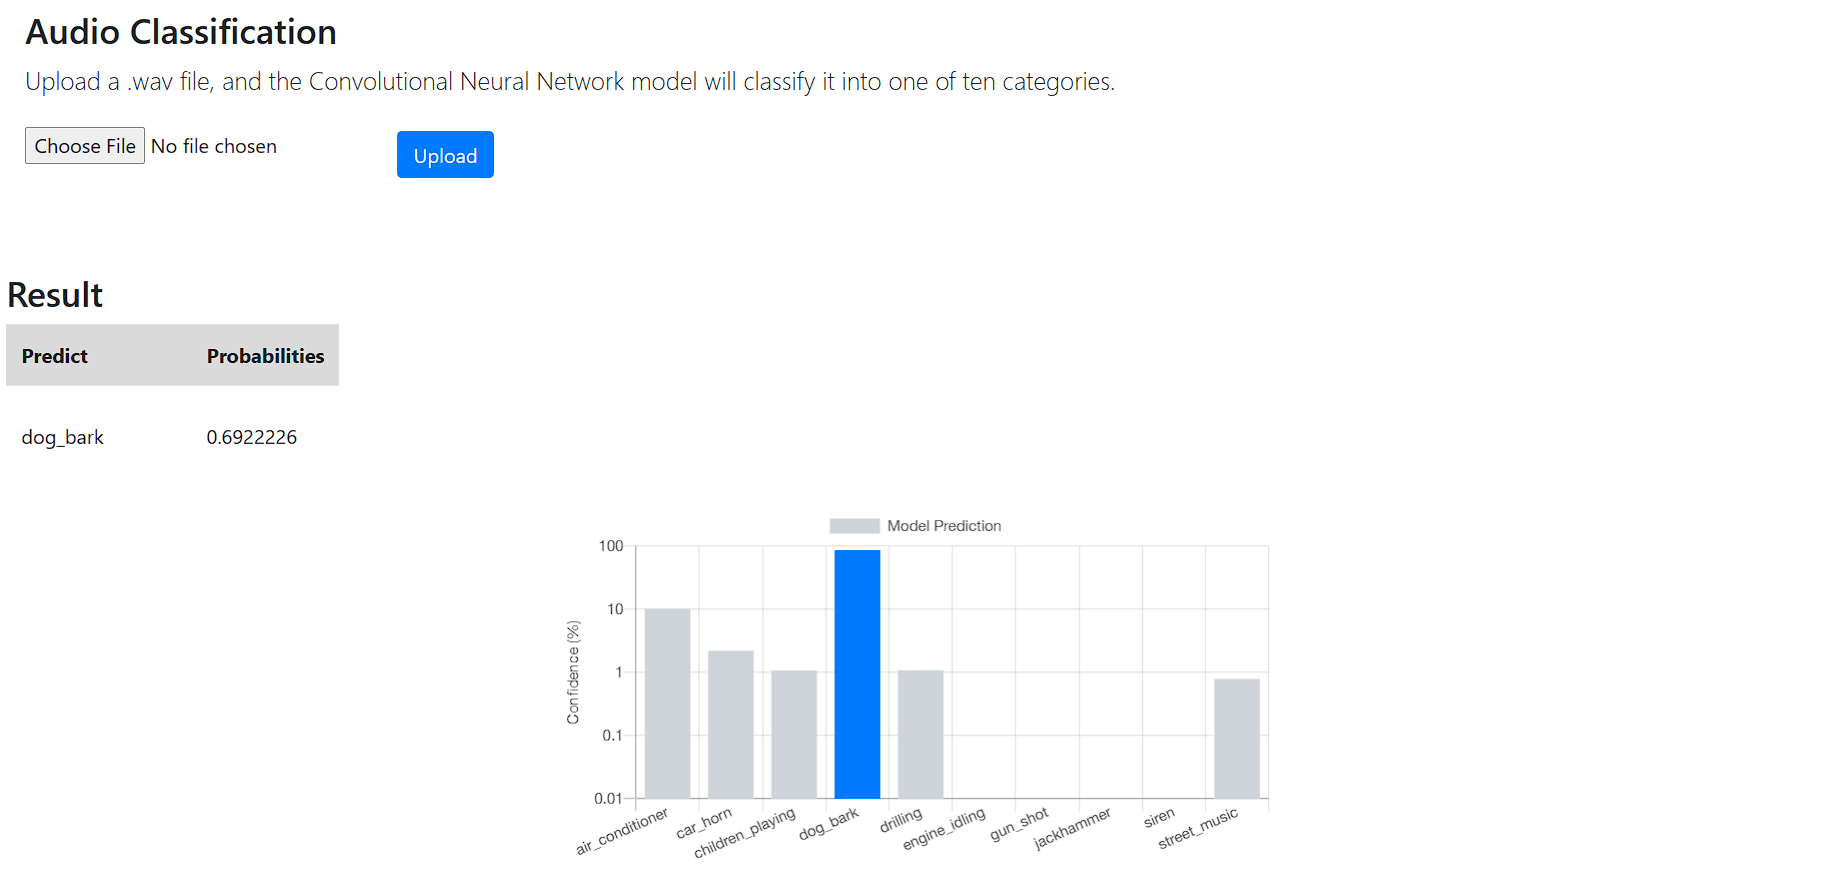 Audio Classification
Upload a .wav file, and the Convolutional Neural Network model will classify it into one of ten categories.
Choose File No file chosen
Upload
Result
Predict Probabilities
dog_bark 0.6922226
Model Prediction
100
10
1
0.1
0.01
Confidence (%)
air_conditioner
car_horn
children_playing
dog_bark
drilling
engine_idling
gun_shot
jackhammer
siren
street_music